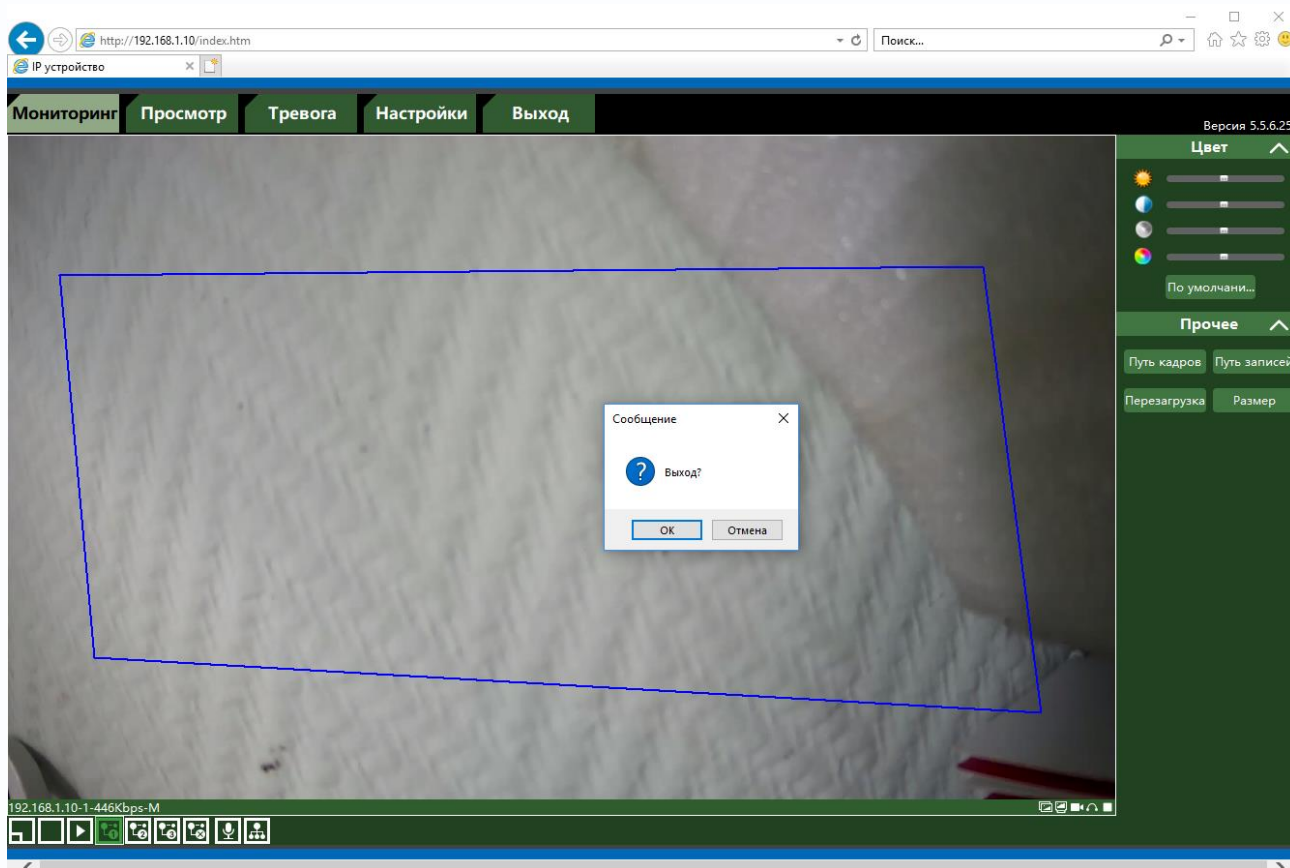 http://192.168.1.10/index.htm
Поиск...
IP устройство
Мониторинг Просмотр Тревога Настройки Выход
Версия 5.5.6.25
Цвет
По умолчани...
Прочее
Путь кадров Путь записей
Перезагрузка Размер
Сообщение
Выход?
OK Отмена
192.168.1.10-1-446Kbps-M